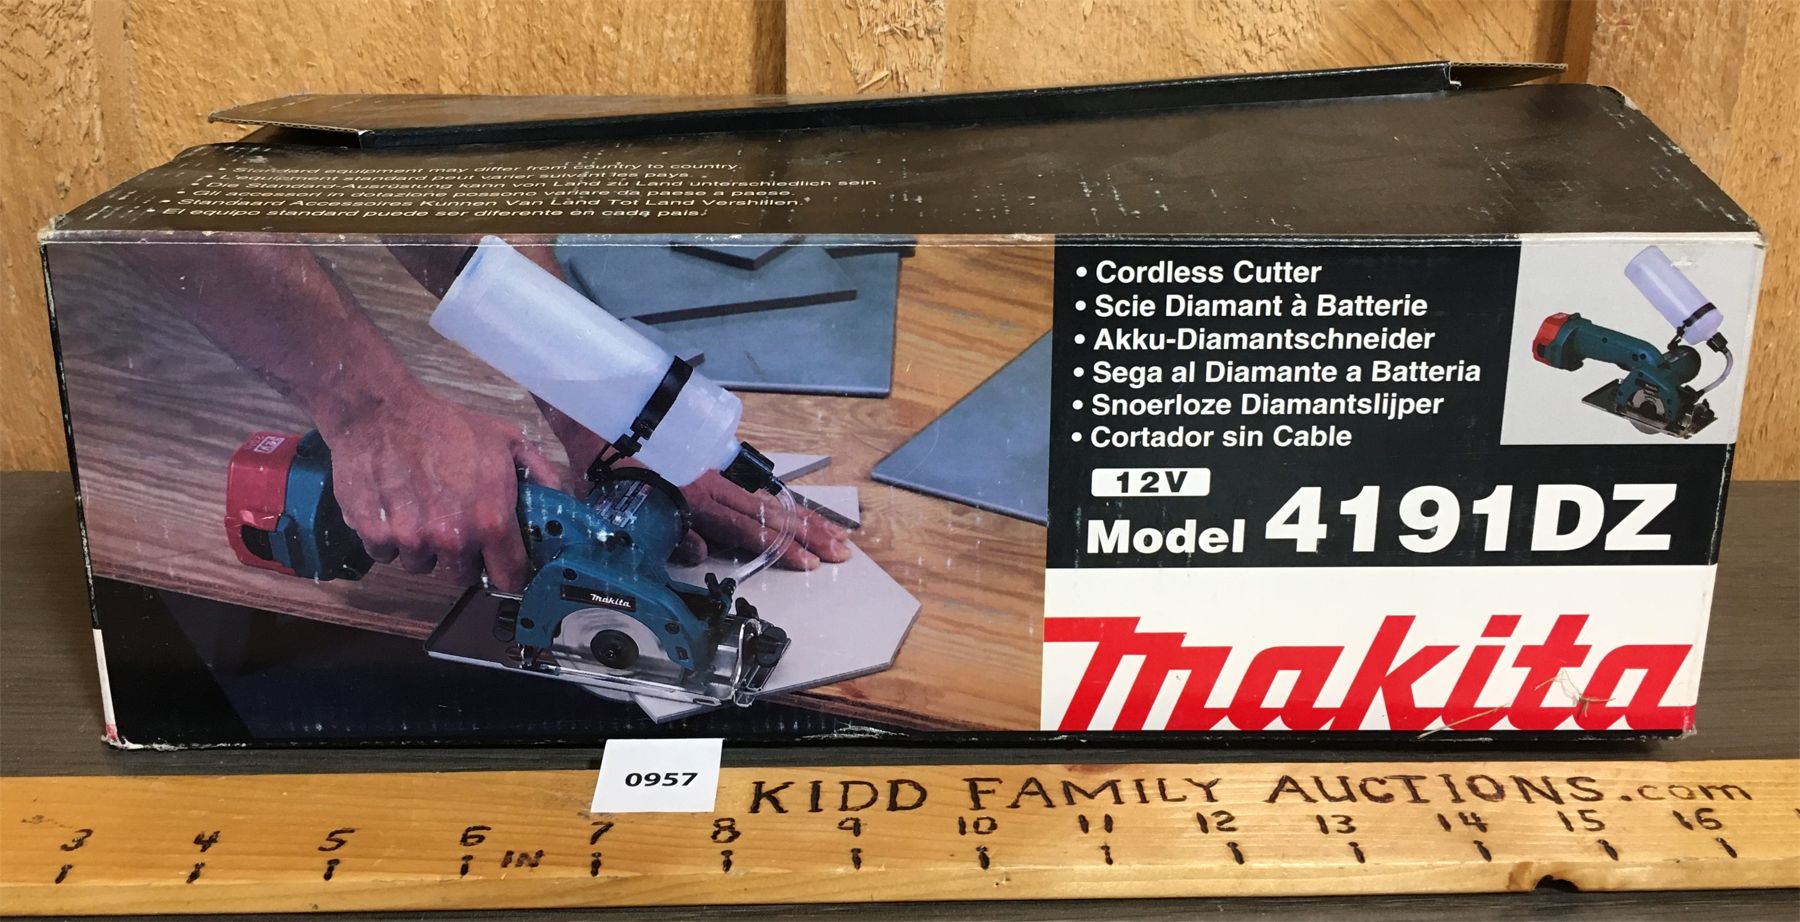 • Standard equipment may differ from country to country.
• L'equipement standard peut varier suivant les pays.
• Die Standard-Ausrüstung kann von Land zu Land unterschiedlich sein.
• Gli accessori in dotazione possono variare da paese a paese.
• Standaard Accessoires Kunnen Van Land Tot Land Vershillen.
• El equipo standard puede ser diferente en cada país.
• Cordless Cutter
• Scie Diamant à Batterie
• Akku-Diamantschneider
• Sega al Diamante a Batteria
• Snoerloze Diamantslijper
• Cortador sin Cable
12V
Model 4191DZ
makita
makita
0957
KIDD FAMILY AUCTIONS.com
3 4 5 6 IN 7 8 9 10 11 12 13 14 15 16